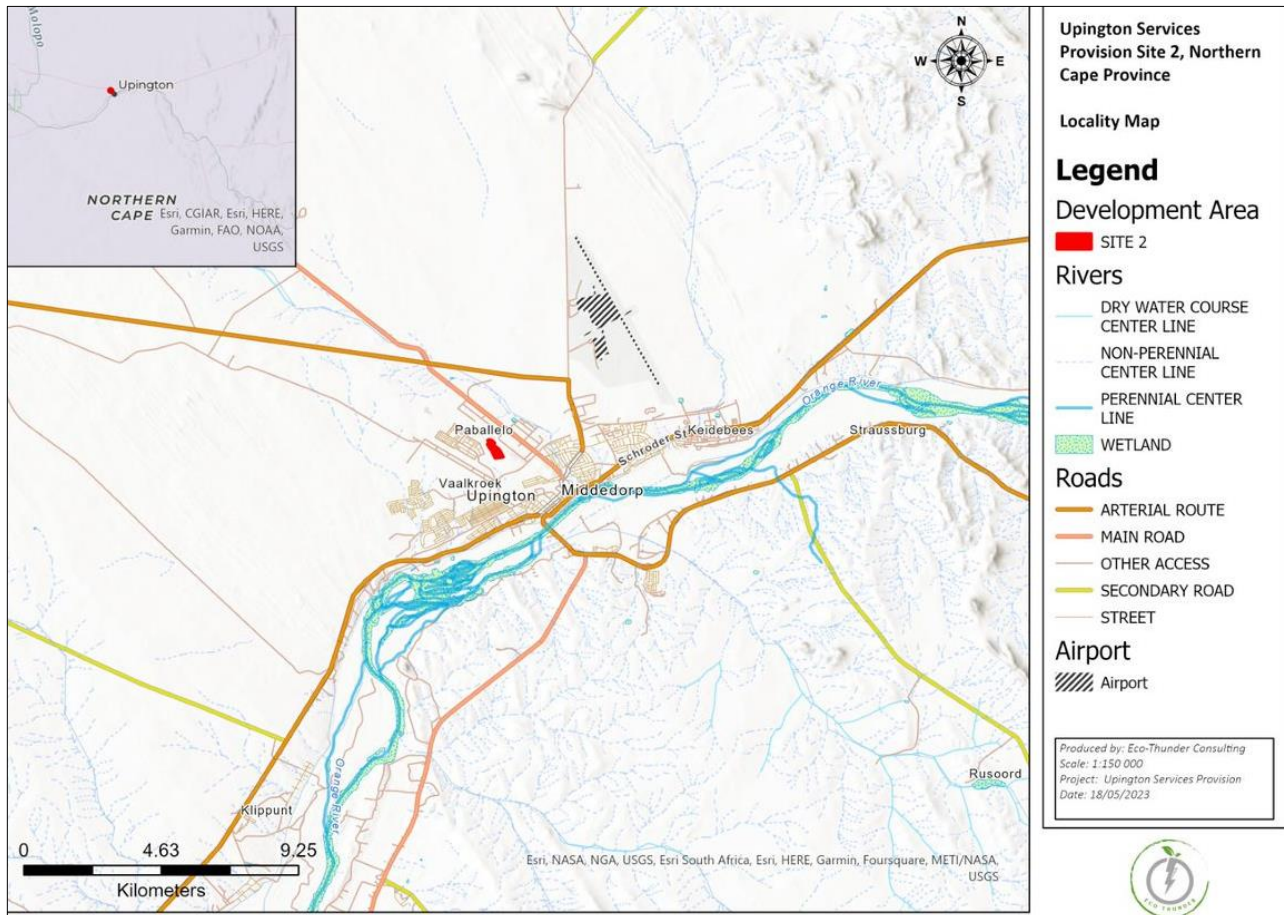 Molopo
Upington
NORTHERN
CAPE
Esri, CGIAR, Esri, HERE,
Garmin, FAO, NOAA,
USGS
N
W
E
S
Orange River
Paballelo
Schroder St
Keidebees
Straussburg
Vaalkroek
Upington
Middedorp
Orange River
Klippunt
Rusoord
0
4.63
9.25
Kilometers
Esri, NASA, NGA, USGS, Esri South Africa, Esri, HERE, Garmin, Foursquare, METI/NASA,
USGS
Upington Services
Provision Site 2, Northern
Cape Province
Locality Map
Legend
Development Area
SITE 2
Rivers
DRY WATER COURSE
CENTER LINE
NON-PERENNIAL
CENTER LINE
PERENNIAL CENTER
LINE
WETLAND
Roads
ARTERIAL ROUTE
MAIN ROAD
OTHER ACCESS
SECONDARY ROAD
STREET
Airport
Airport
Produced by: Eco-Thunder Consulting
Scale: 1:150 000
Project: Upington Services Provision
Date: 18/05/2023
ECO THUNDER